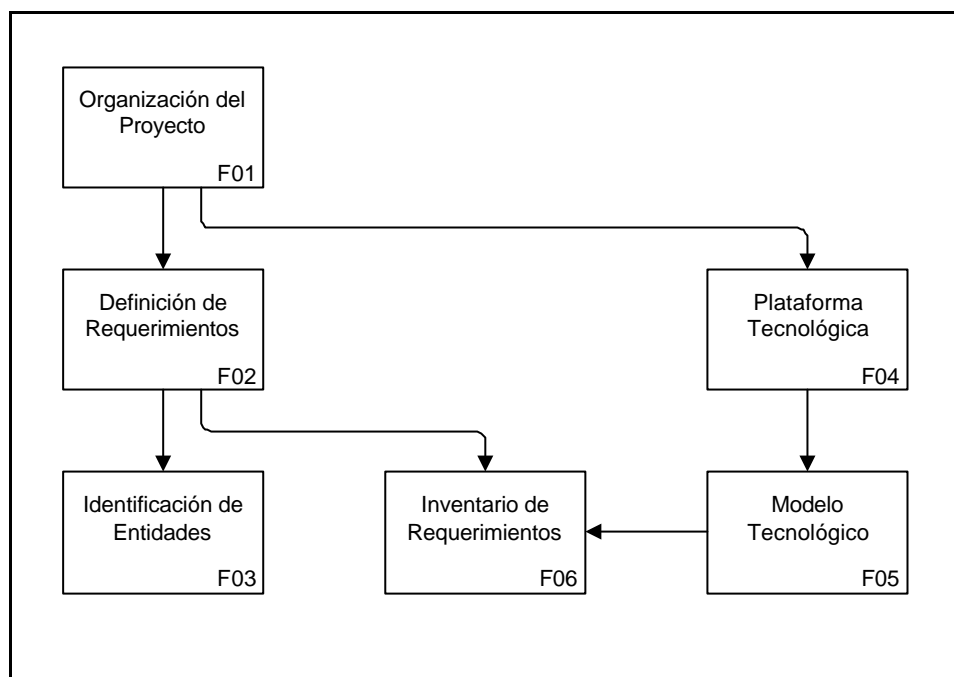 Organización del
Proyecto
F01
Definición de
Requerimientos
F02
Plataforma
Tecnológica
F04
Identificación de
Entidades
F03
Inventario de
Requerimientos
F06
Modelo
Tecnológico
F05